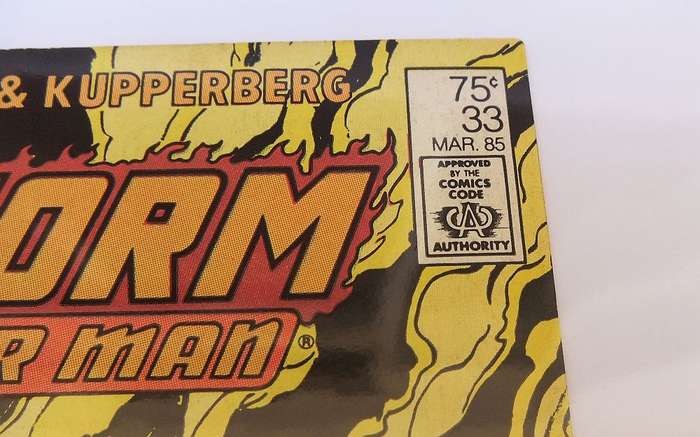 & KUPPERBERG
75¢
33
MAR. 85
APPROVED
BY THE
COMICS
CODE
CA
AUTHORITY
ORM
R MAN®